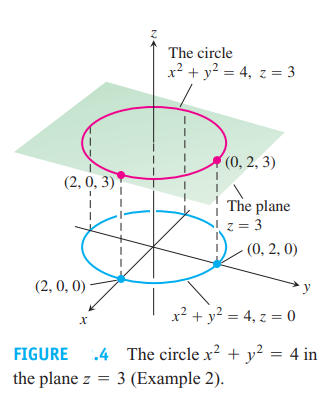 z
The circle
x² + y² = 4, z = 3
(0, 2, 3)
(2, 0, 3)
The plane
z = 3
(0, 2, 0)
(2, 0, 0)
y
x
x² + y² = 4, z = 0
FIGURE .4 The circle x² + y² = 4 in
the plane z = 3 (Example 2).